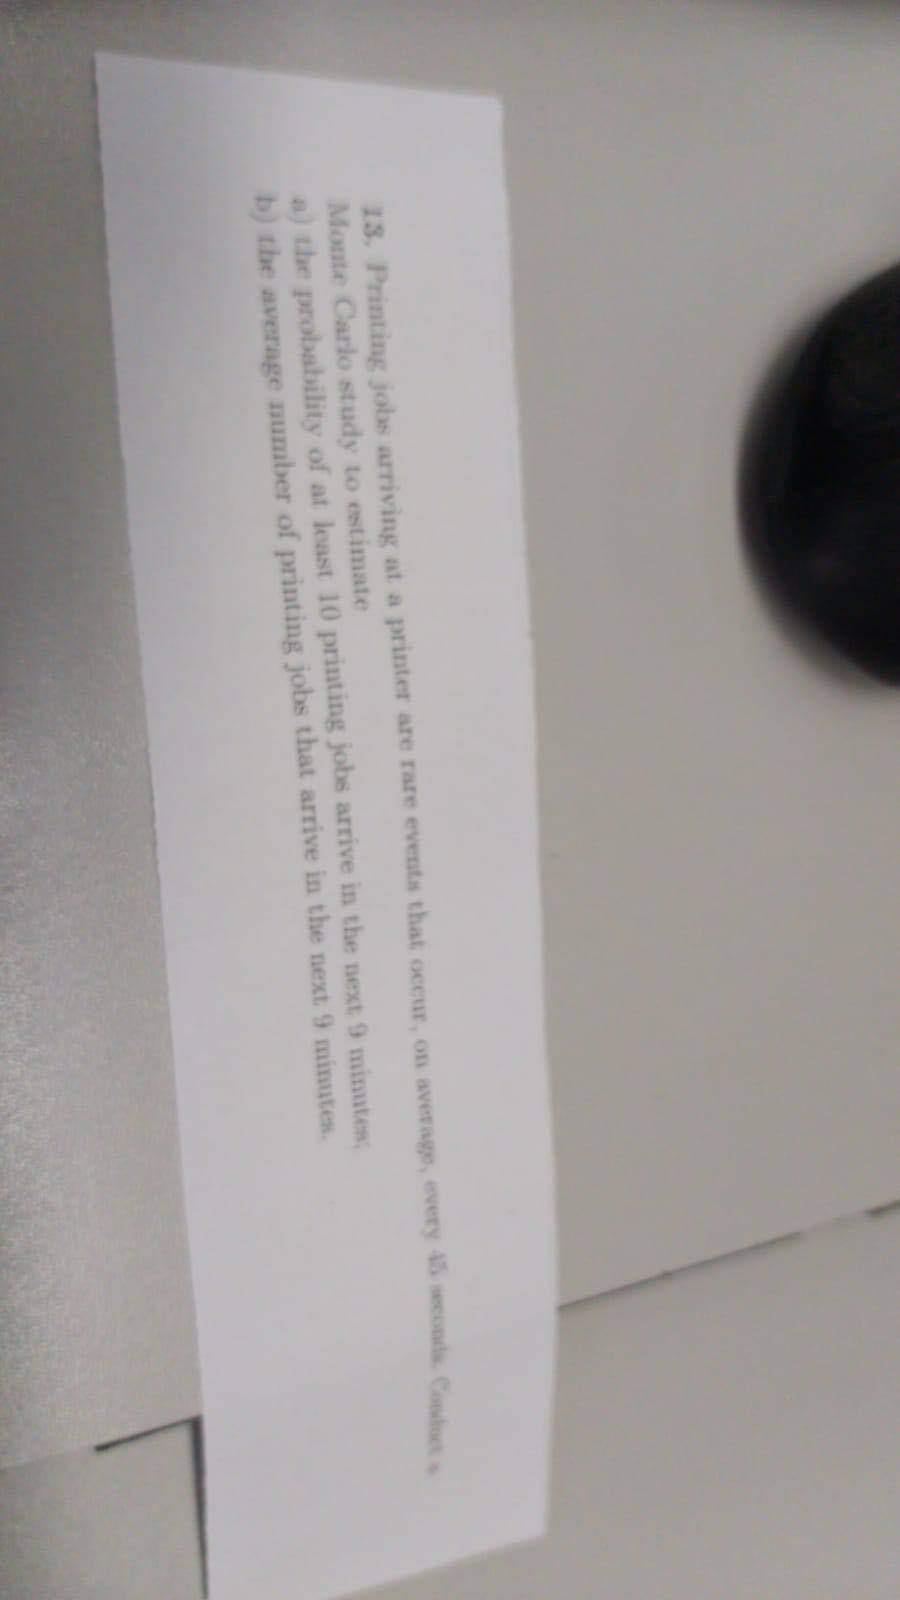 13. Printing jobs arriving at a printer are rare events that occur, on average, every 45 seconds. Conduct a
Monte Carlo study to estimate
a) the probability of at least 10 printing jobs arrive in the next 9 minutes;
b) the average number of printing jobs that arrive in the next 9 minutes.